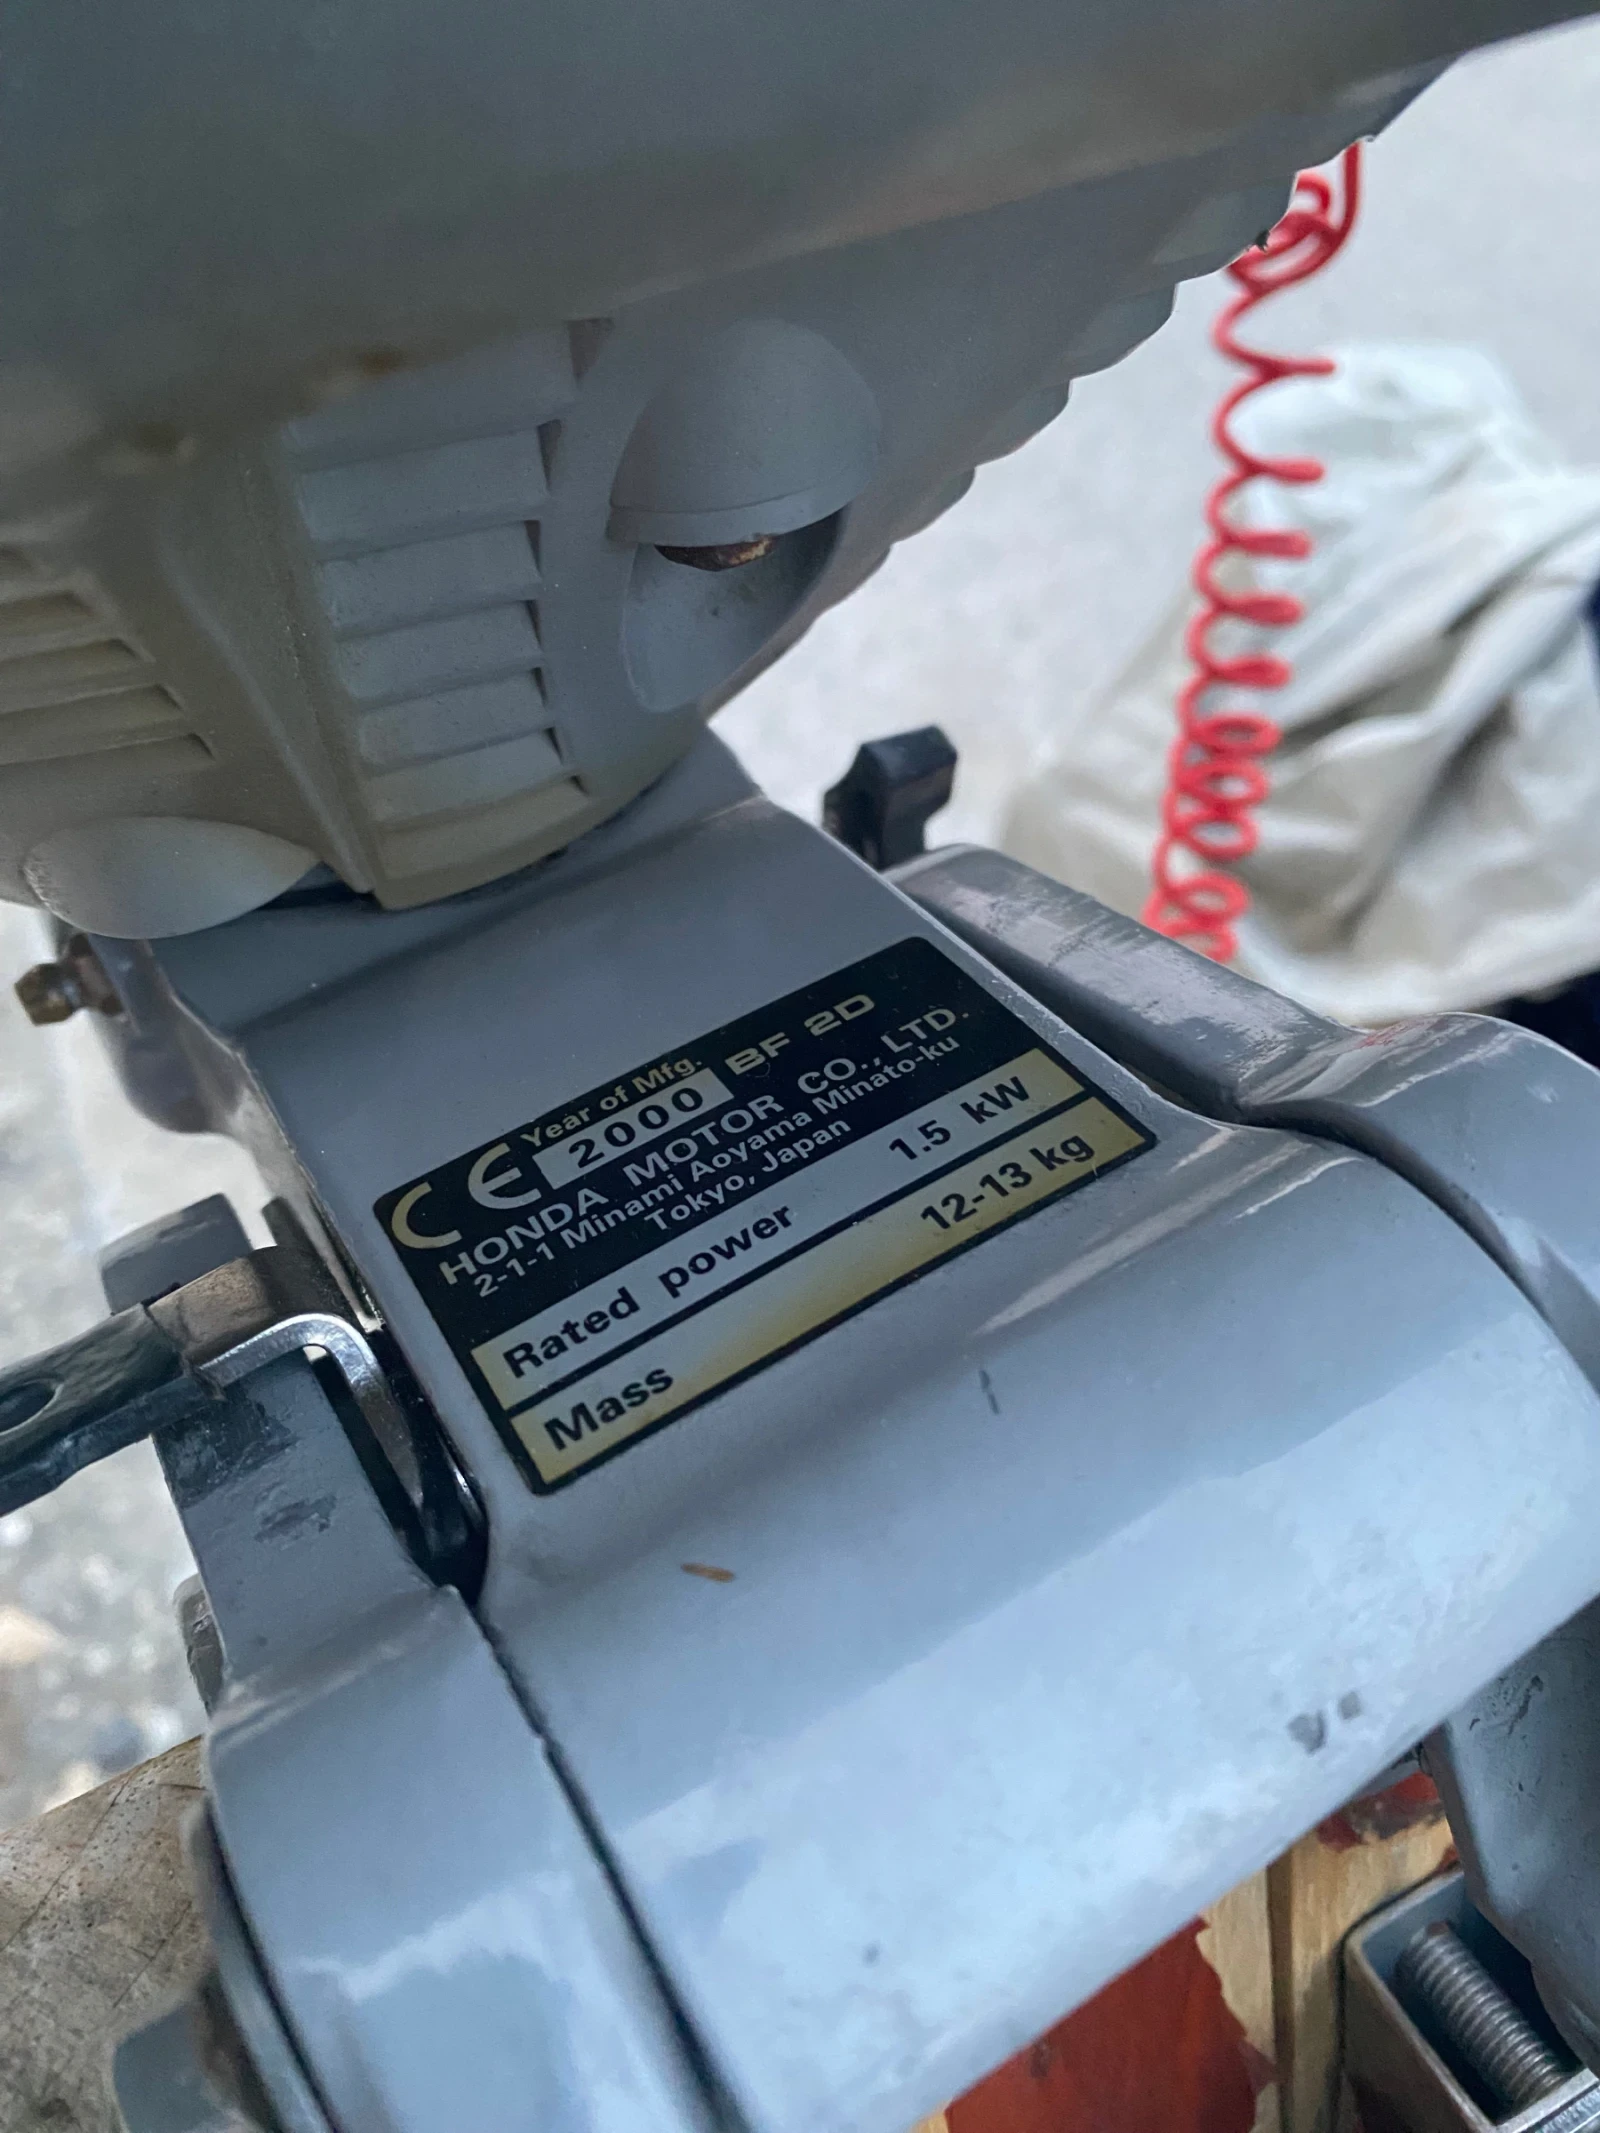 CE Year of Mfg. BF 2D
2000
HONDA MOTOR CO., LTD.
2-1-1 Minami Aoyama Minato-ku
Tokyo, Japan
Rated power 1.5 kW
Mass 12-13 kg